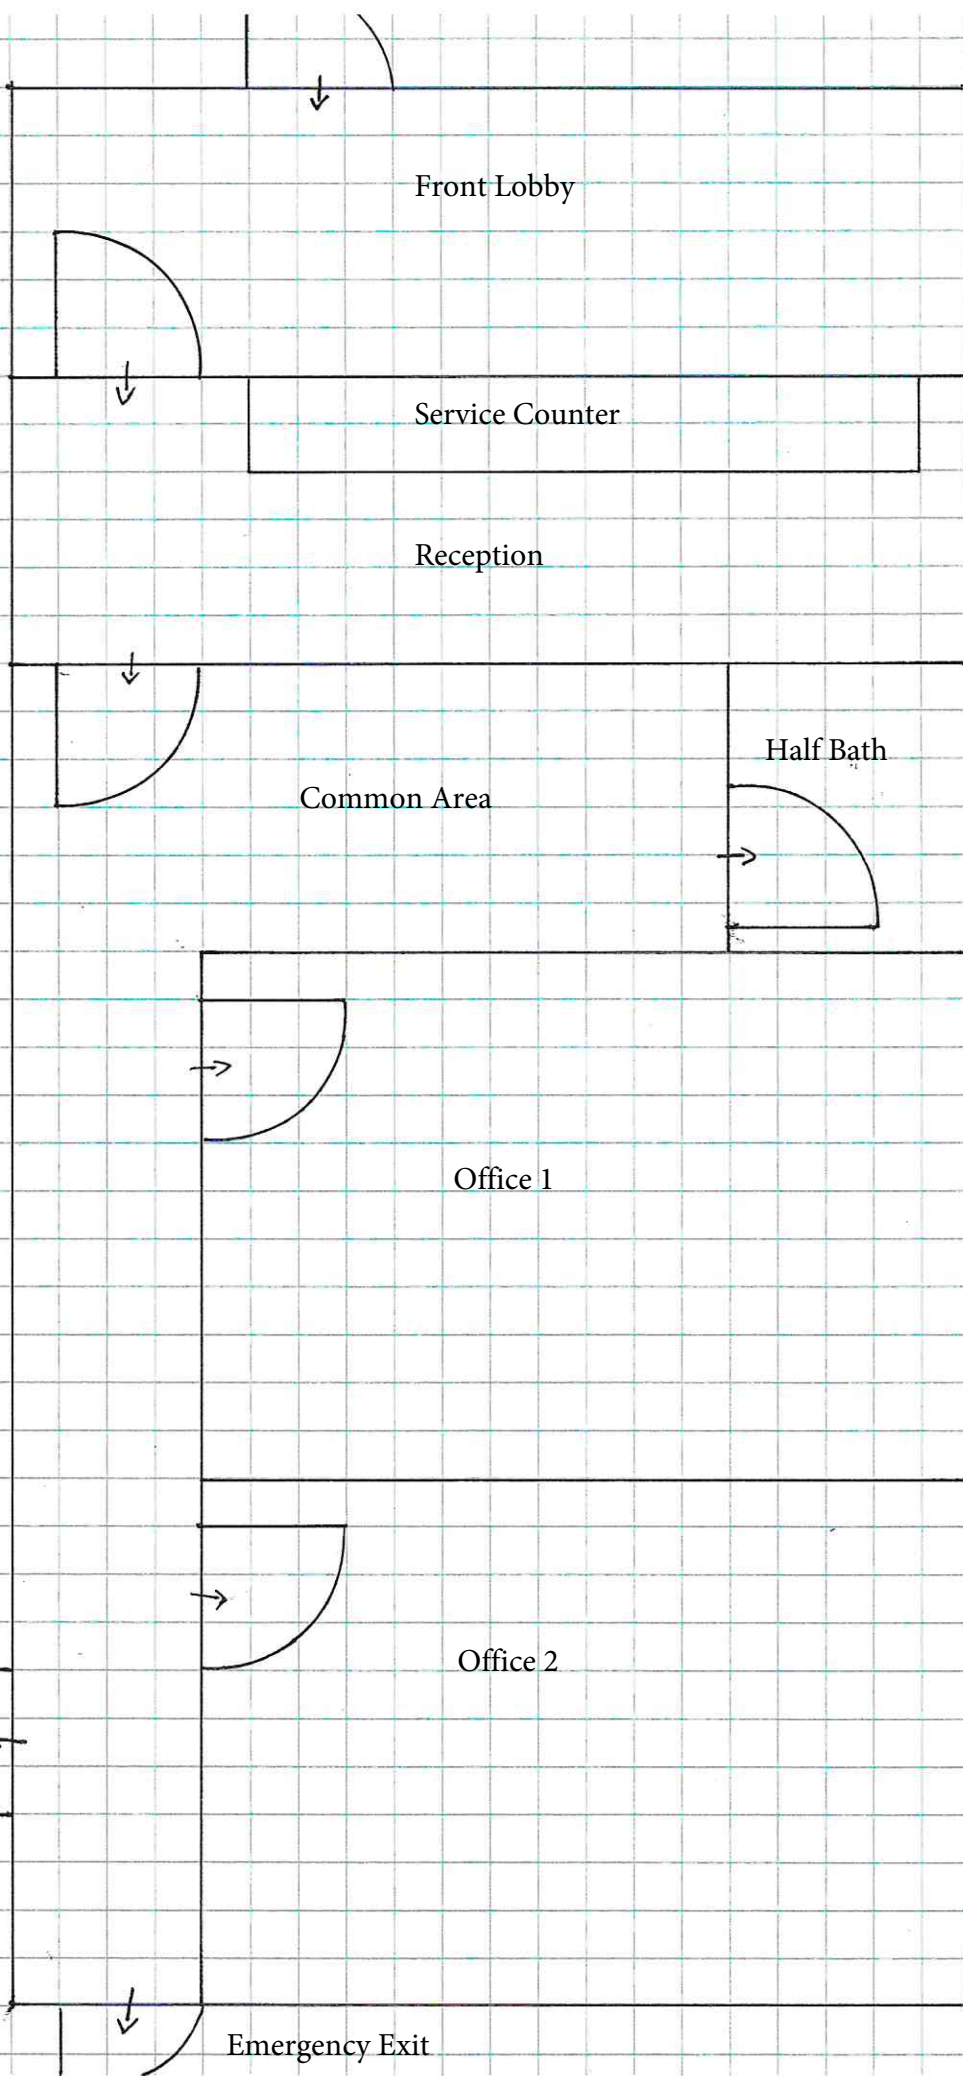 Front Lobby
Service Counter
Reception
Half Bath
Common Area
Office 1
Office 2
Emergency Exit